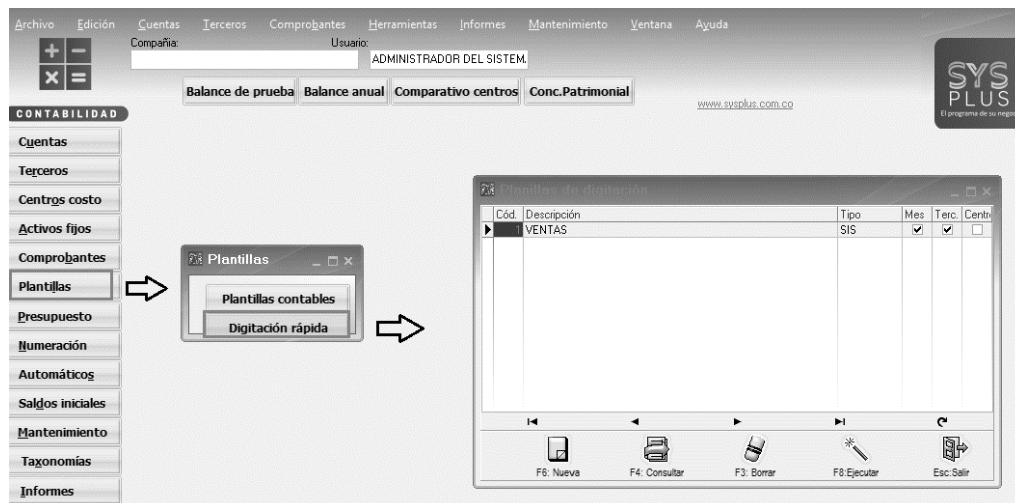 Archivo Edición Cuentas Terceros Comprobantes Herramientas Informes Mantenimiento Ventana Ayuda
Compañia: Usuario:
ADMINISTRADOR DEL SISTEM
Balance de prueba Balance anual Comparativo centros Conc.Patrimonial
www.sysplus.com.co
SYS
PLUS
El programa de su nego
CONTABILIDAD
Cuentas
Terceros
Centros costo
Activos fijos
Comprobantes
Plantillas
Presupuesto
Numeración
Automáticos
Saldos iniciales
Mantenimiento
Taxonomías
Informes
Plantillas
Plantillas contables
Digitación rápida
Planillas de digitación
Cód. Descripción Tipo Mes Terc. Centr
1 VENTAS SIS
F6: Nueva F4: Consultar F3: Borrar F8:Ejecutar Esc:Salir